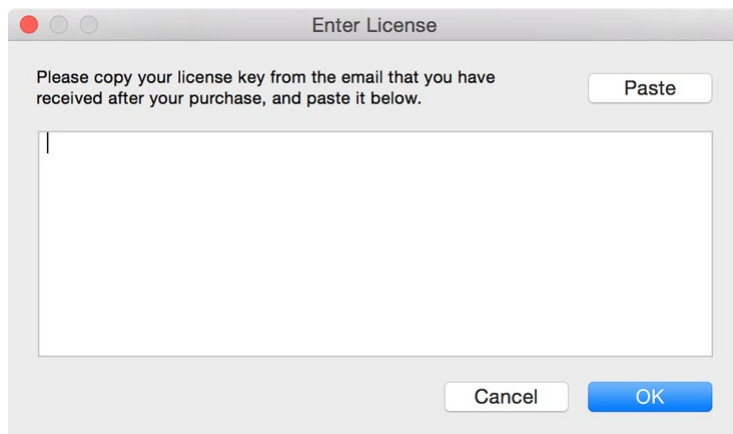 Enter License
Please copy your license key from the email that you have
received after your purchase, and paste it below.
Paste
Cancel
OK